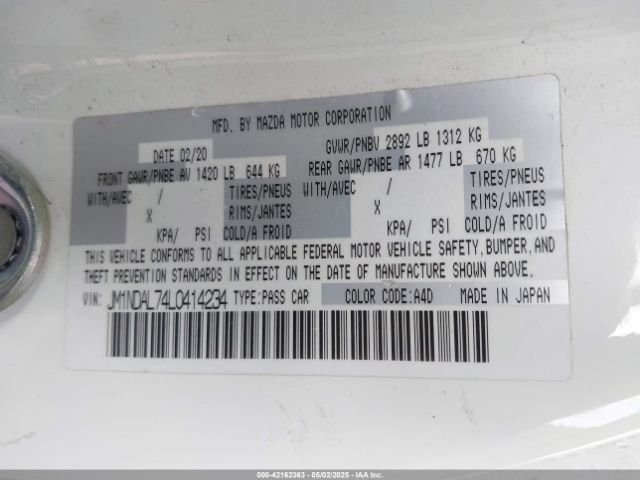 MFD. BY MAZDA MOTOR CORPORATION
DATE 02/20 GVWR/PNBV 2892 LB 1312 KG
FRONT GAWR/PNBE AV 1420 LB 644 KG REAR GAWR/PNBE AR 1477 LB 670 KG
WITH/AVEC / TIRES/PNEUS WITH/AVEC / TIRES/PNEUS
X RIMS/JANTES X RIMS/JANTES
KPA/ PSI COLD/A FROID KPA/ PSI COLD/A FROID
THIS VEHICLE CONFORMS TO ALL APPLICABLE FEDERAL MOTOR VEHICLE SAFETY, BUMPER, AND
THEFT PREVENTION STANDARDS IN EFFECT ON THE DATE OF MANUFACTURE SHOWN ABOVE.
VIN: JM1NDAL74L0414234 TYPE:PASS CAR COLOR CODE:A4D MADE IN JAPAN
000-42162363 - 05/02/2025 - COPYRIGHT IAA, INC.